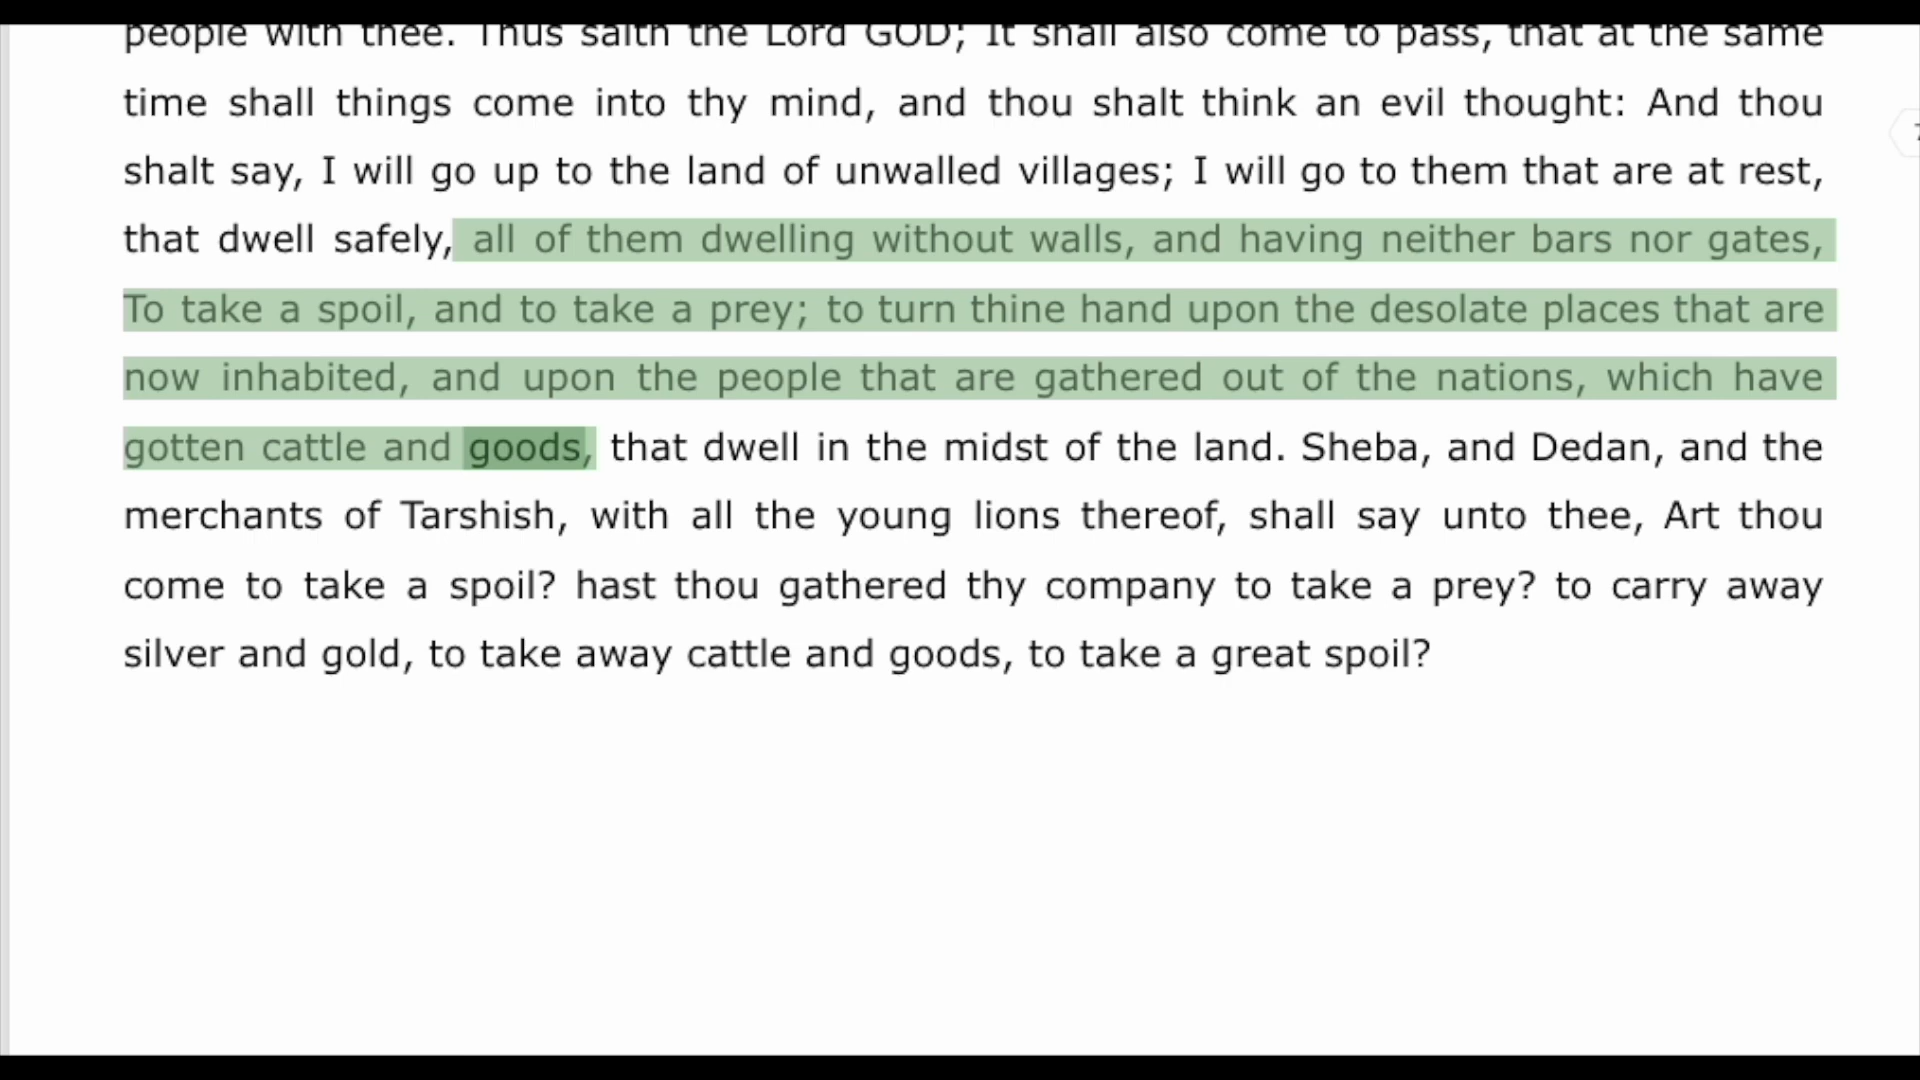 people with thee. Thus saith the Lord GOD; It shall also come to pass, that at the same
time shall things come into thy mind, and thou shalt think an evil thought: And thou
shalt say, I will go up to the land of unwalled villages; I will go to them that are at rest,
that dwell safely, all of them dwelling without walls, and having neither bars nor gates,
To take a spoil, and to take a prey; to turn thine hand upon the desolate places that are
now inhabited, and upon the people that are gathered out of the nations, which have
gotten cattle and goods, that dwell in the midst of the land. Sheba, and Dedan, and the
merchants of Tarshish, with all the young lions thereof, shall say unto thee, Art thou
come to take a spoil? hast thou gathered thy company to take a prey? to carry away
silver and gold, to take away cattle and goods, to take a great spoil?